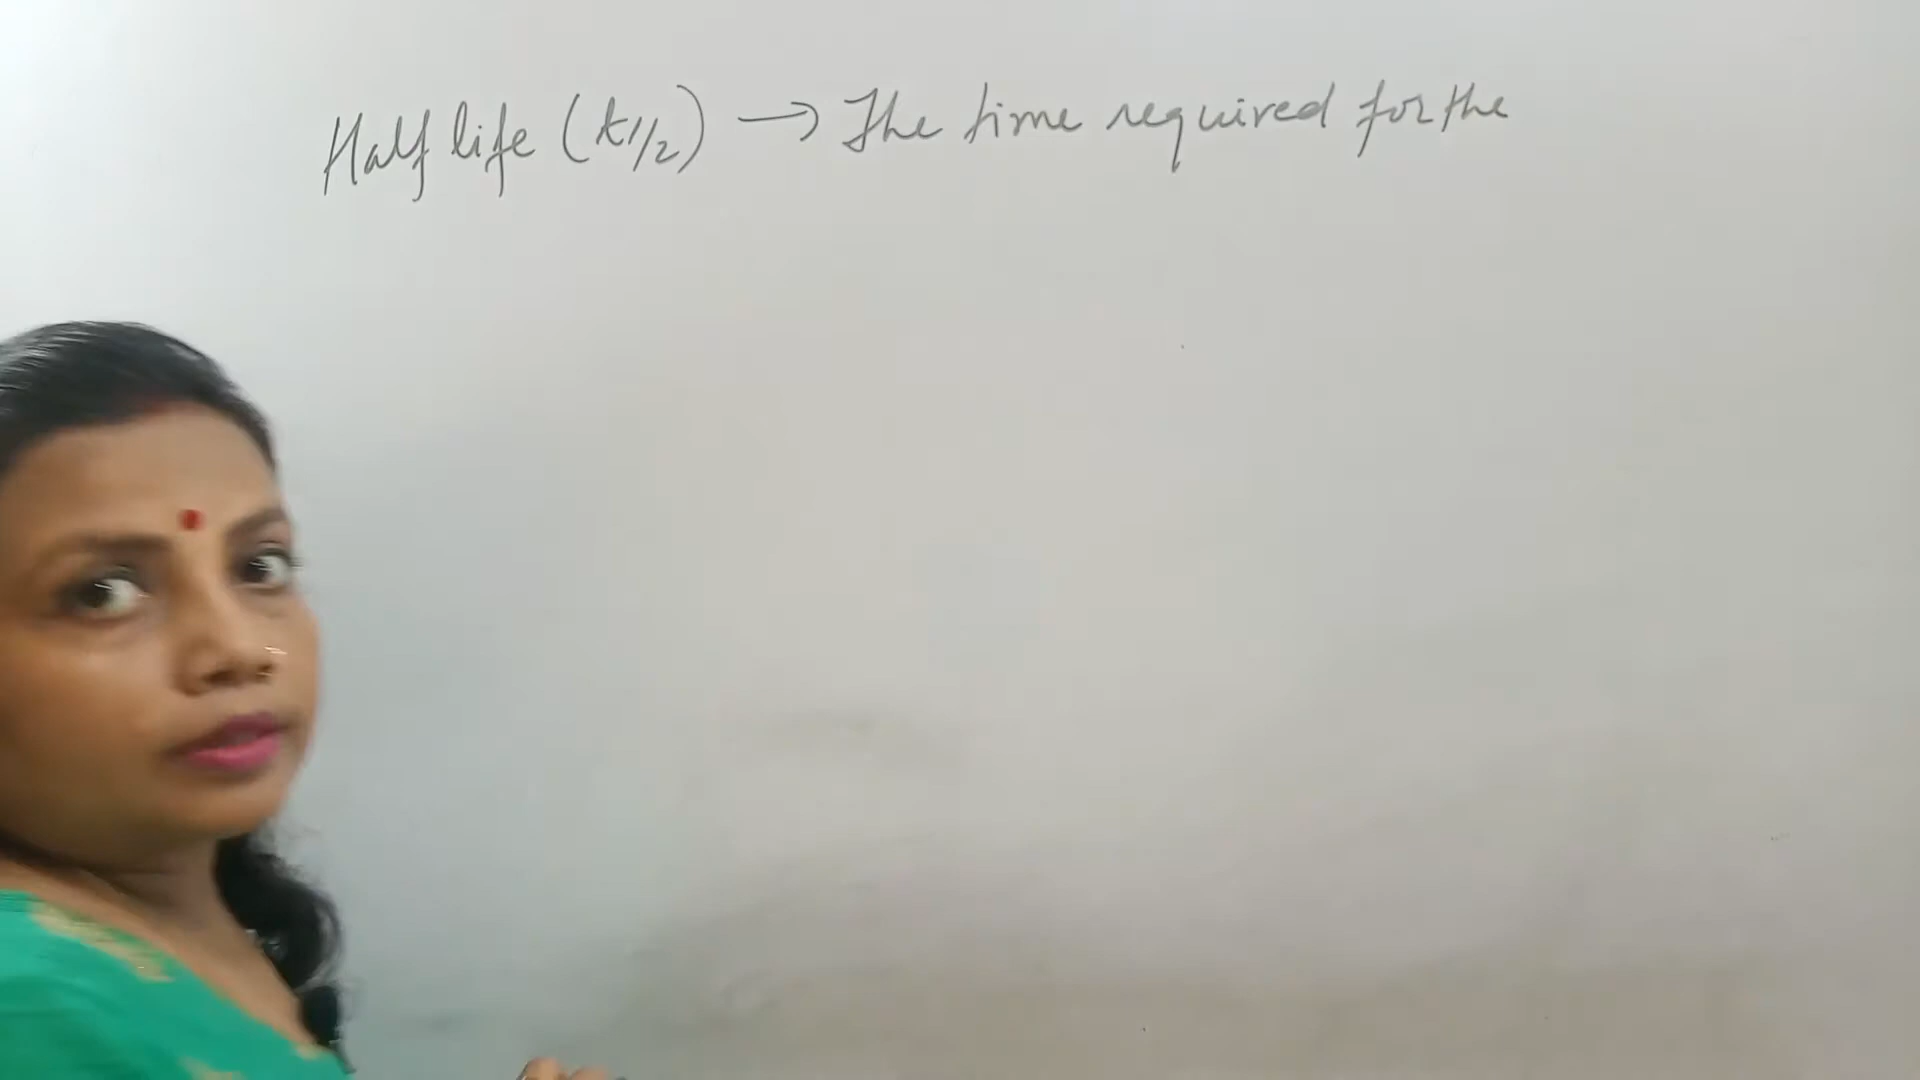 Half life (t1/2) → The time required for the